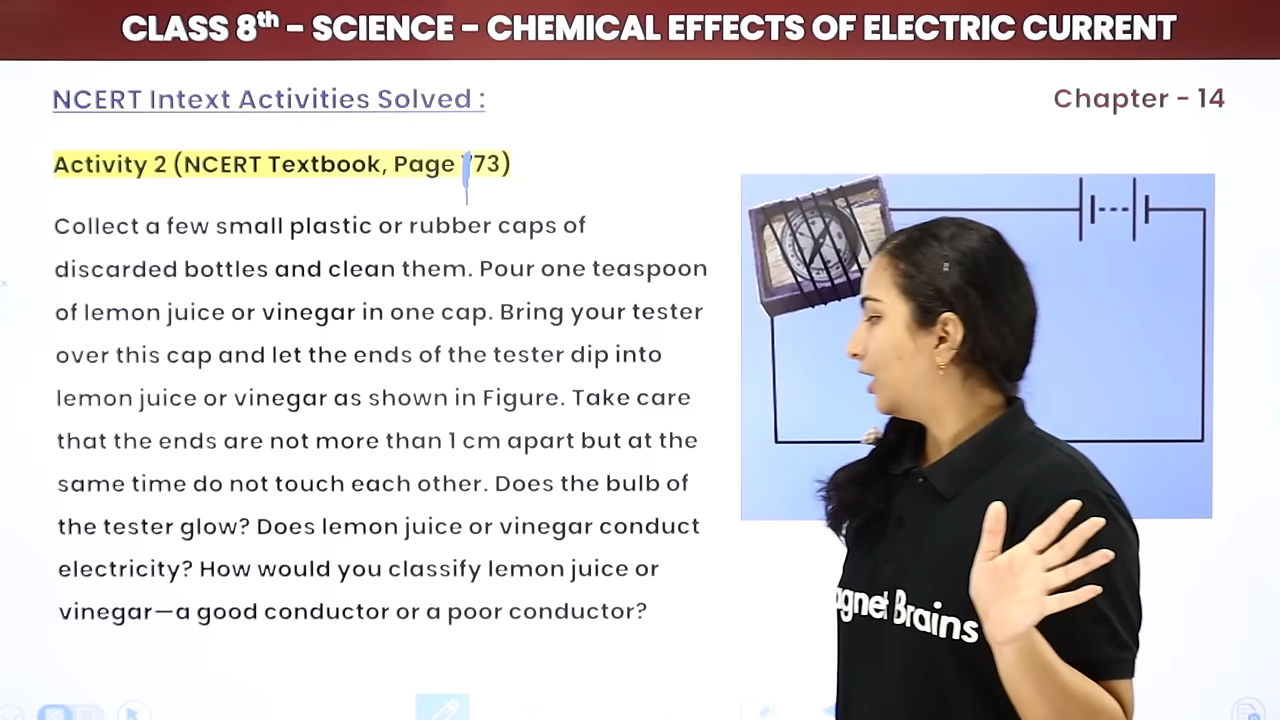 CLASS 8th - SCIENCE - CHEMICAL EFFECTS OF ELECTRIC CURRENT
NCERT Intext Activities Solved :
Chapter - 14
Activity 2 (NCERT Textbook, Page 173)
Collect a few small plastic or rubber caps of
discarded bottles and clean them. Pour one teaspoon
of lemon juice or vinegar in one cap. Bring your tester
over this cap and let the ends of the tester dip into
lemon juice or vinegar as shown in Figure. Take care
that the ends are not more than 1 cm apart but at the
same time do not touch each other. Does the bulb of
the tester glow? Does lemon juice or vinegar conduct
electricity? How would you classify lemon juice or
vinegar—a good conductor or a poor conductor?
agnet Brains